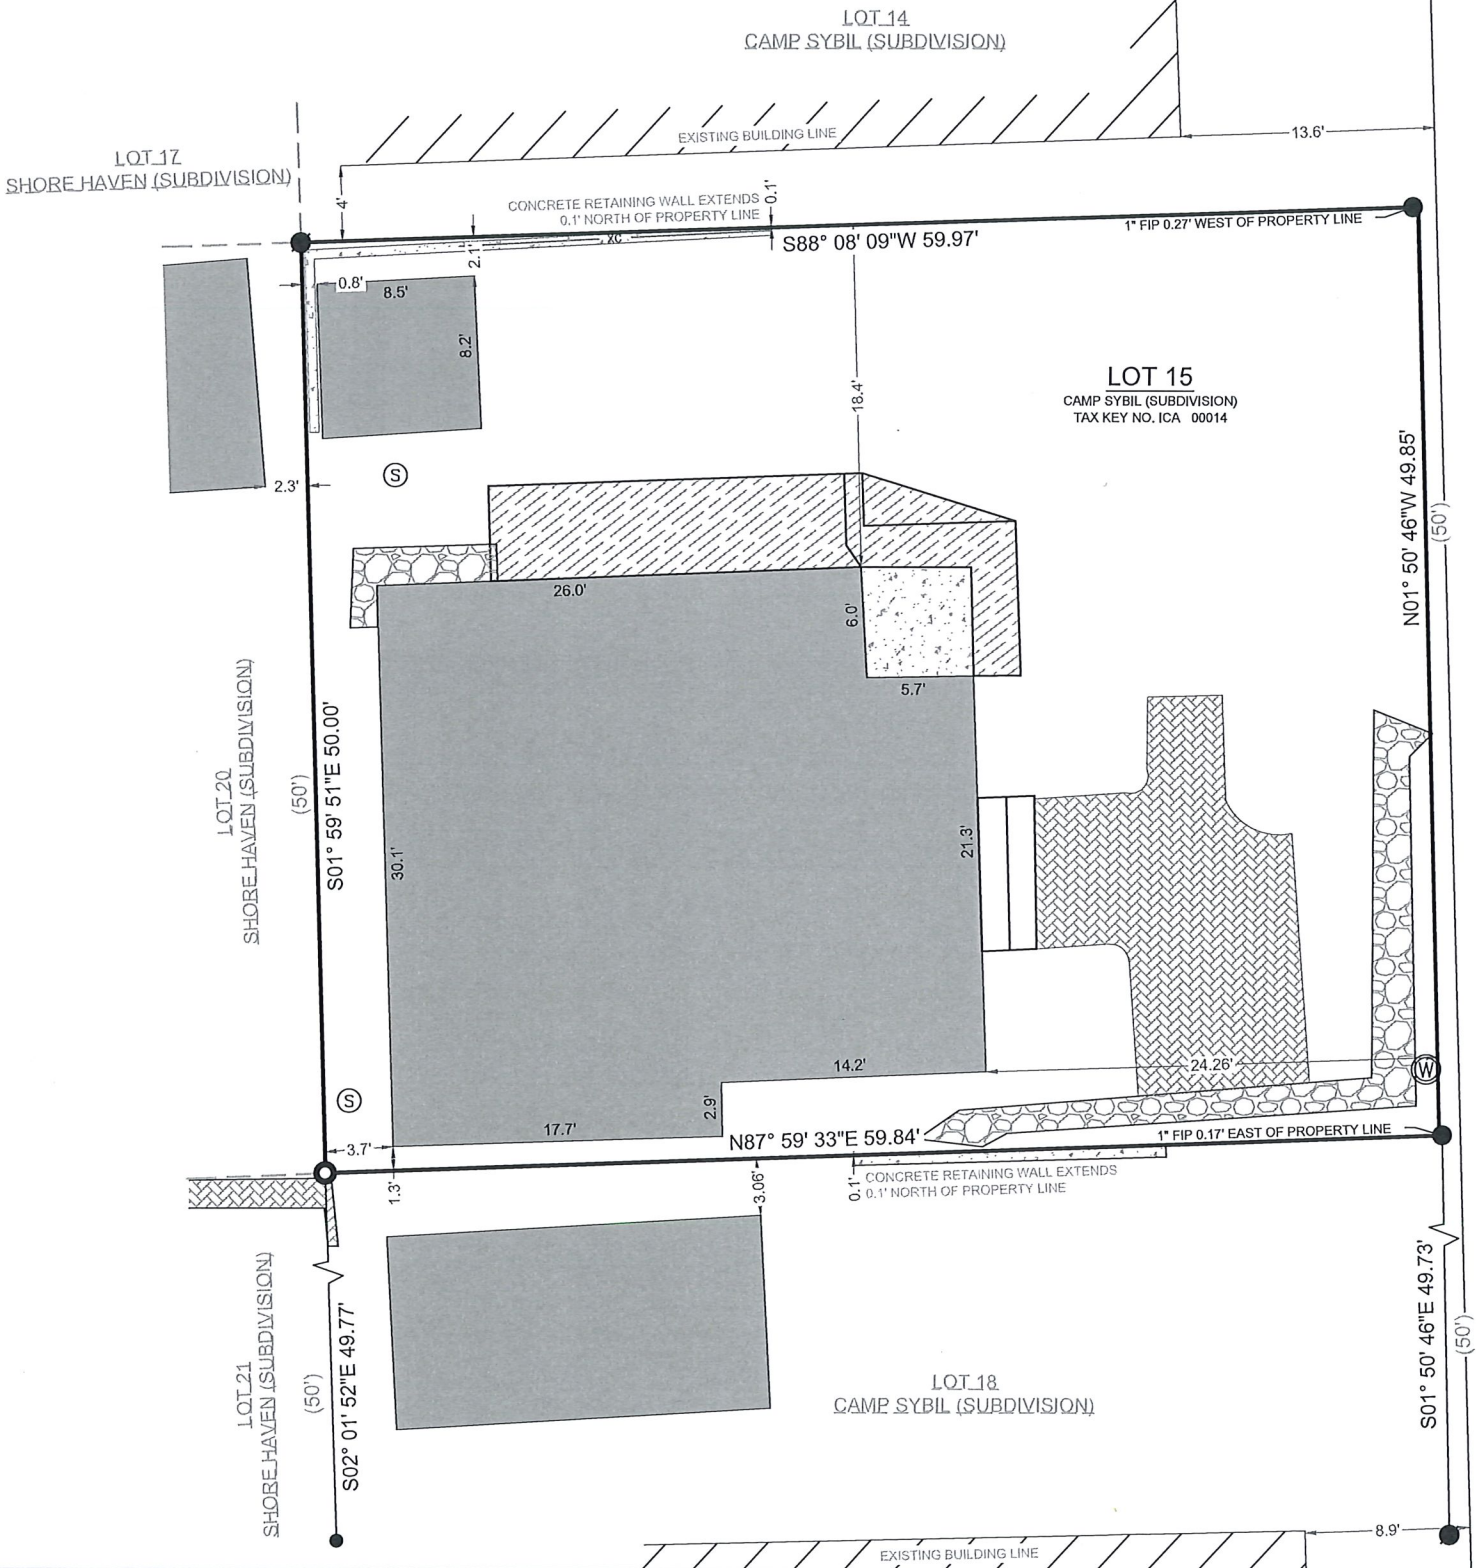 LOT 14
CAMP SYBIL (SUBDIVISION)
EXISTING BUILDING LINE
13.6'
LOT 17
SHORE HAVEN (SUBDIVISION)
4'
CONCRETE RETAINING WALL EXTENDS
0.1' NORTH OF PROPERTY LINE
0.1'
1" FIP 0.27' WEST OF PROPERTY LINE
XC
S88° 08' 09"W 59.97'
2.1'
0.8'
8.5'
8.2'
18.4'
LOT 15
CAMP SYBIL (SUBDIVISION)
TAX KEY NO. ICA 00014
N01° 50' 46"W 49.85'
(50')
S
2.3'
26.0'
6.0'
5.7'
LOT 20
SHORE HAVEN (SUBDIVISION)
(50')
S01° 59' 51"E 50.00'
30.1'
21.3'
14.2'
24.26'
W
S
2.9'
17.7'
N87° 59' 33"E 59.84'
1" FIP 0.17' EAST OF PROPERTY LINE
3.7'
1.3'
3.06'
0.1'
CONCRETE RETAINING WALL EXTENDS
0.1' NORTH OF PROPERTY LINE
LOT 21
SHORE HAVEN (SUBDIVISION)
(50')
S02° 01' 52"E 49.77'
LOT 18
CAMP SYBIL (SUBDIVISION)
S01° 50' 46"E 49.73'
(50')
8.9'
EXISTING BUILDING LINE